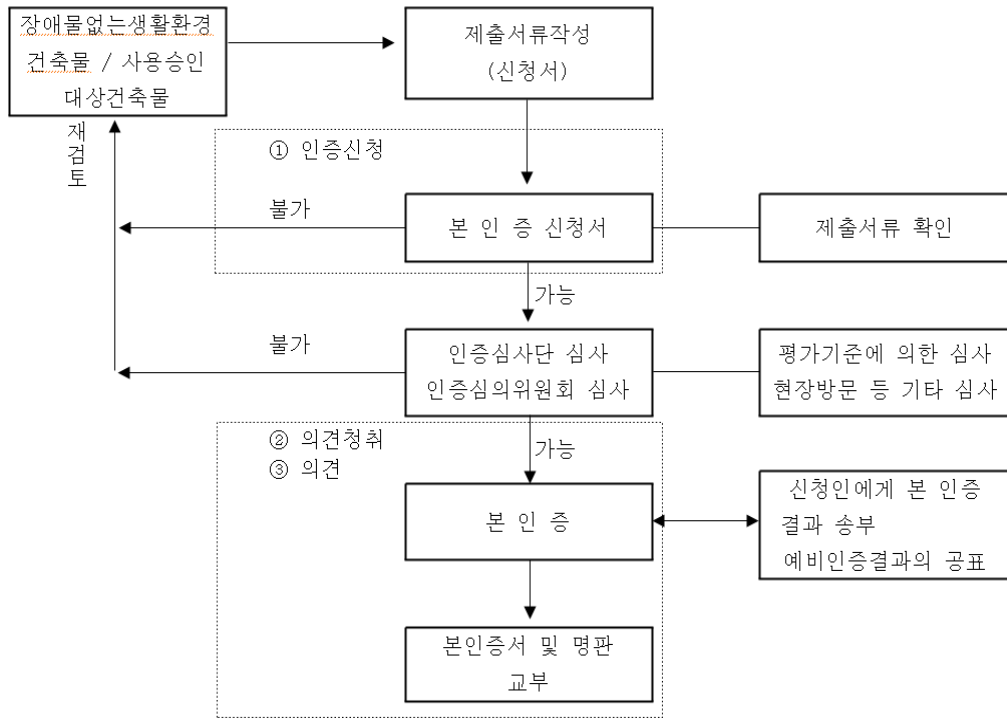 장애물없는생활환경
건축물 / 사용승인
대상건축물
제출서류작성
(신청서)
재
검
토
① 인증신청
불가
본 인 증 신청서
제출서류 확인
가능
불가
인증심사단 심사
인증심의위원회 심사
평가기준에 의한 심사
현장방문 등 기타 심사
② 의견청취
③ 의견
가능
본 인 증
신청인에게 본 인증
결과 송부
예비인증결과의 공표
본인증서 및 명판
교부